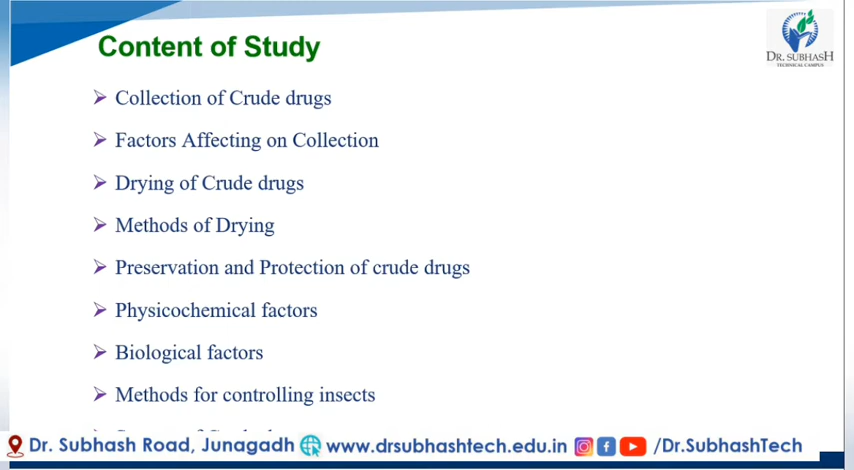 Content of Study
DR. SUBHASH
TECHNICAL CAMPUS
➢ Collection of Crude drugs
➢ Factors Affecting on Collection
➢ Drying of Crude drugs
➢ Methods of Drying
➢ Preservation and Protection of crude drugs
➢ Physicochemical factors
➢ Biological factors
➢ Methods for controlling insects
Dr. Subhash Road, Junagadh www.drsubhashtech.edu.in /Dr.SubhashTech